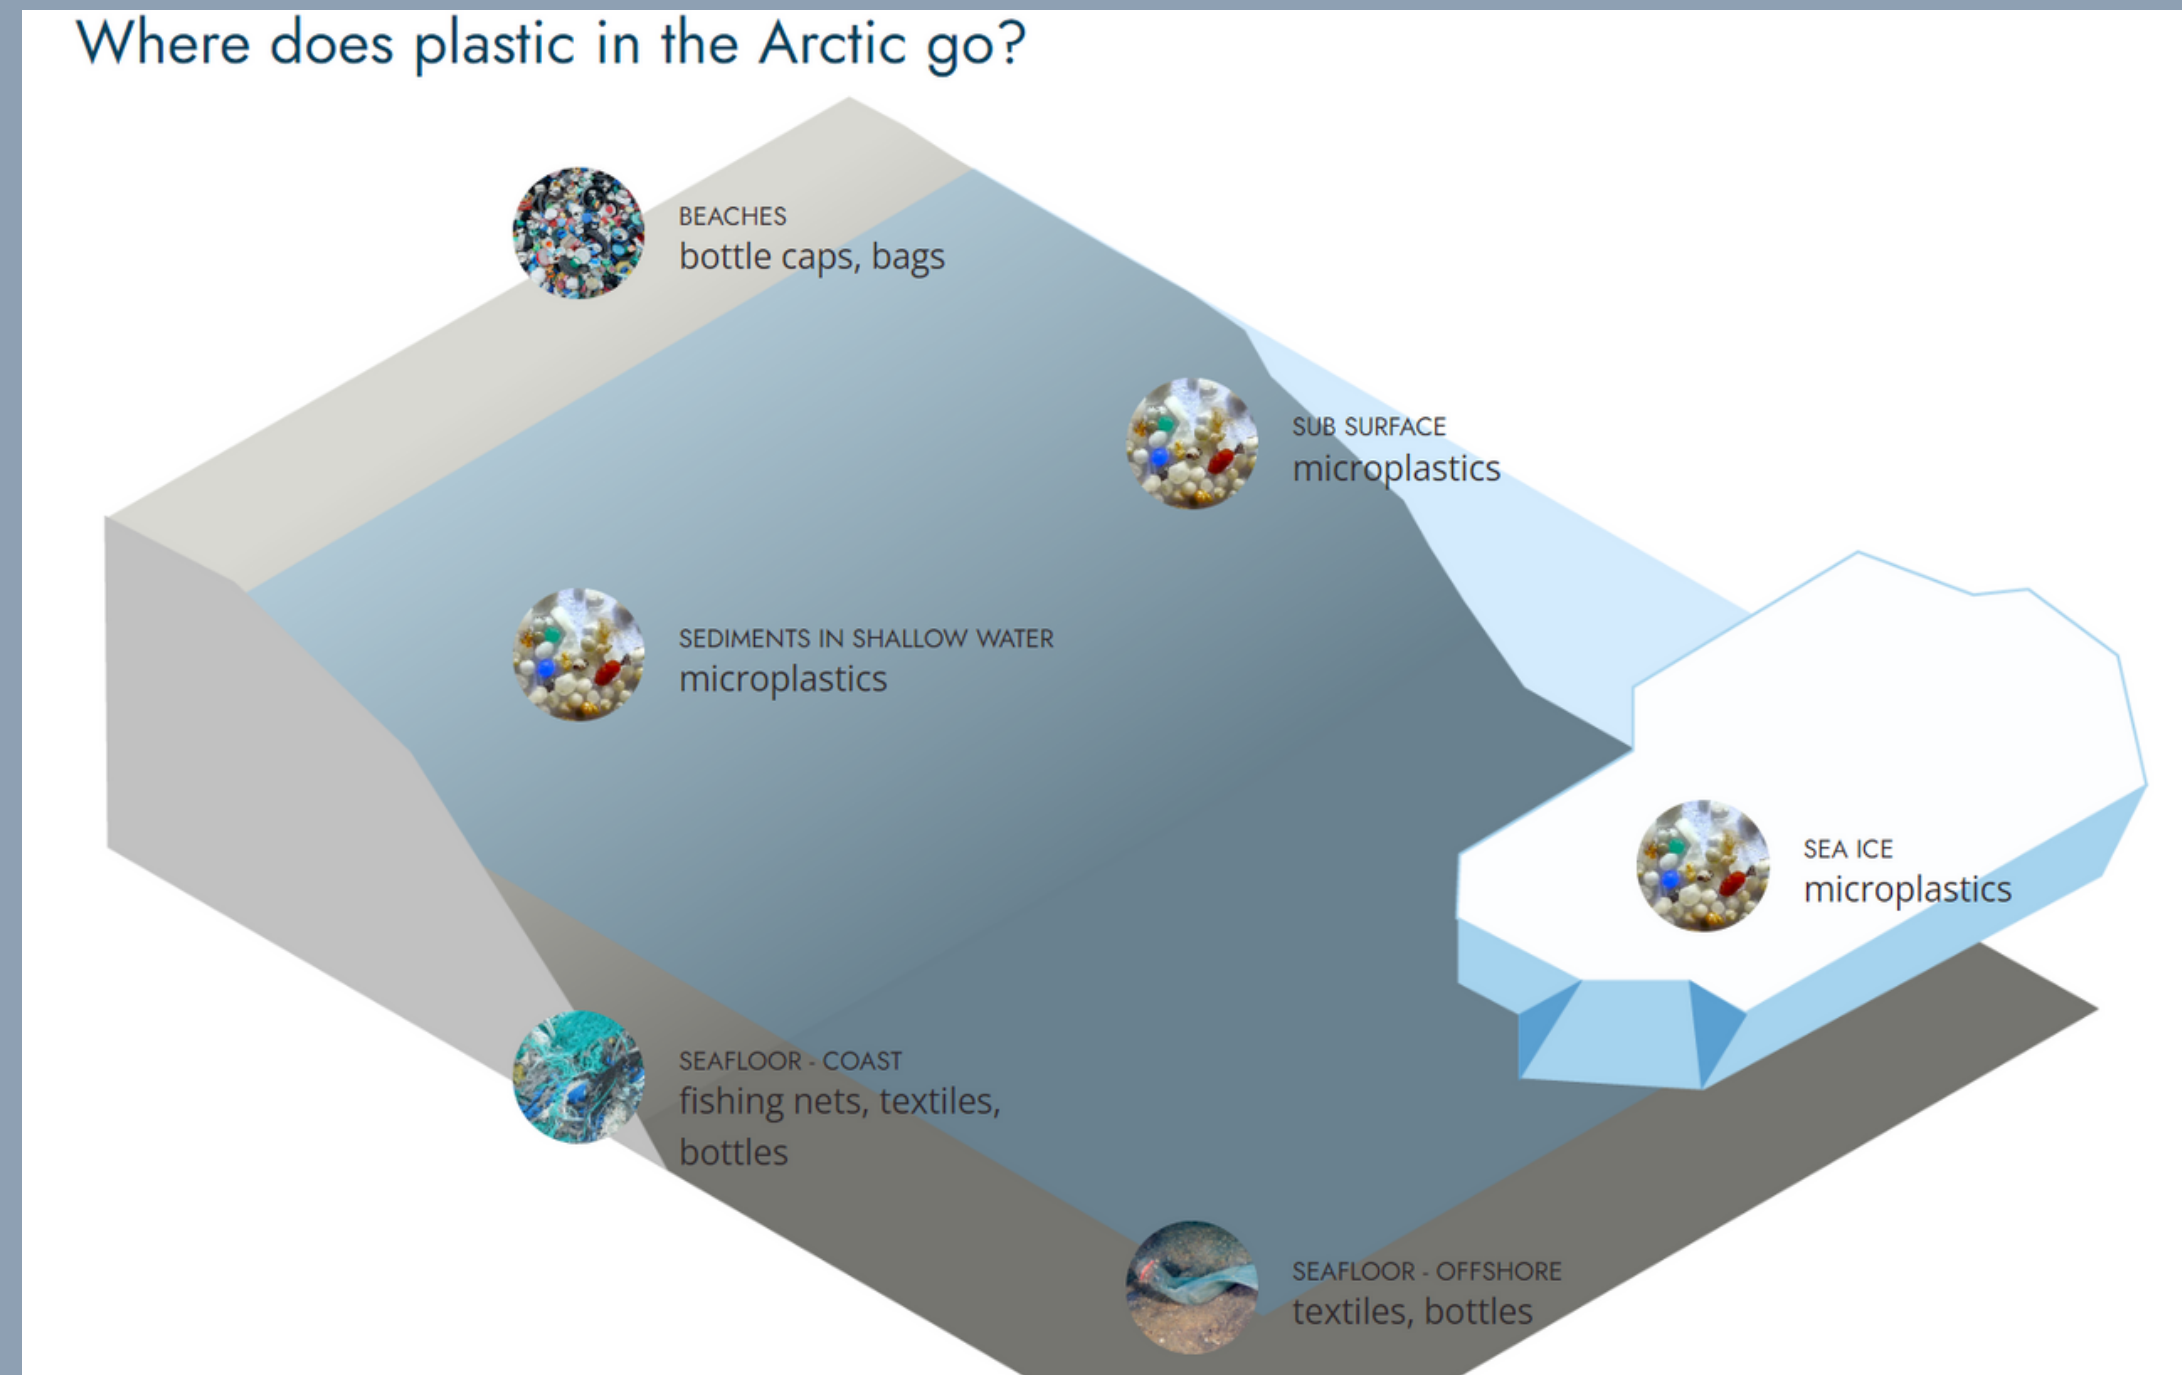 Where does plastic in the Arctic go?
BEACHES
bottle caps, bags
SUB SURFACE
microplastics
SEDIMENTS IN SHALLOW WATER
microplastics
SEA ICE
microplastics
SEAFLOOR - COAST
fishing nets, textiles,
bottles
SEAFLOOR - OFFSHORE
textiles, bottles